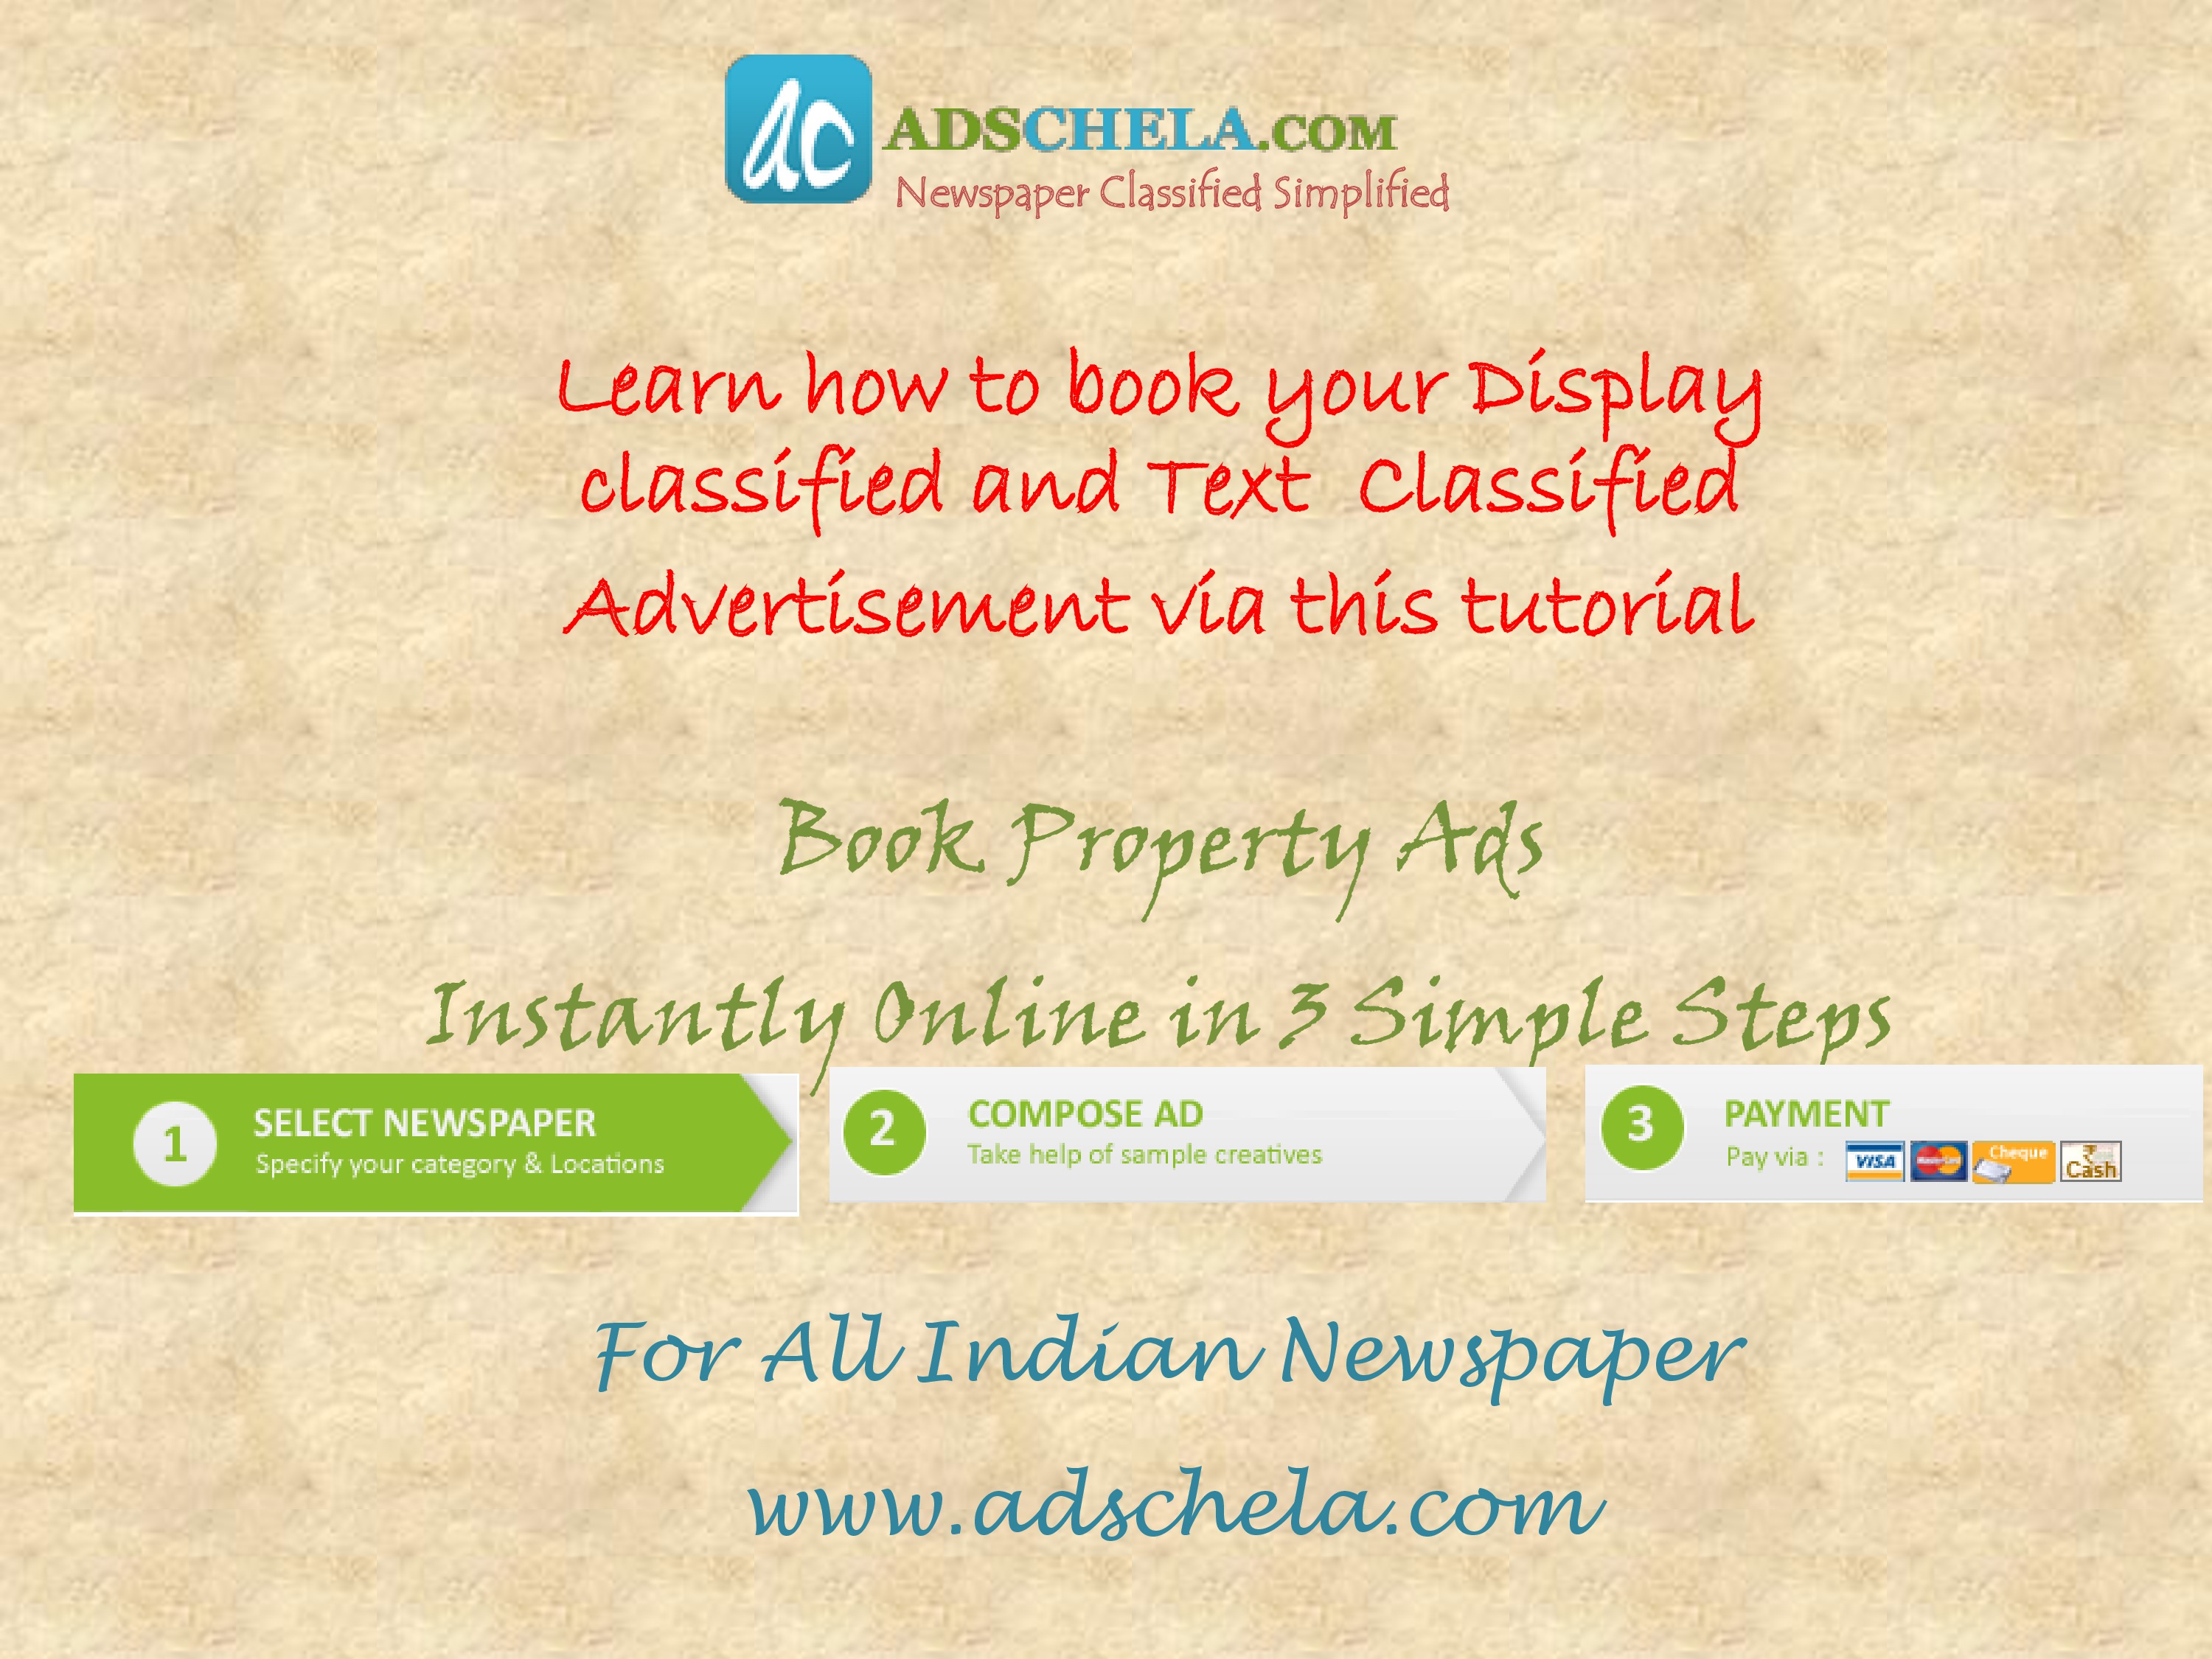 ac
ADSCHELA.COM
Newspaper Classified Simplified
Learn how to book your Display
classified and Text Classified
Advertisement via this tutorial
Book Property Ads
Instantly Online in 3 Simple Steps
1
SELECT NEWSPAPER
Specify your category & Locations
2
COMPOSE AD
Take help of sample creatives
3
PAYMENT
Pay via : VISA MasterCard Cheque Cash
For All Indian Newspaper
www.adschela.com